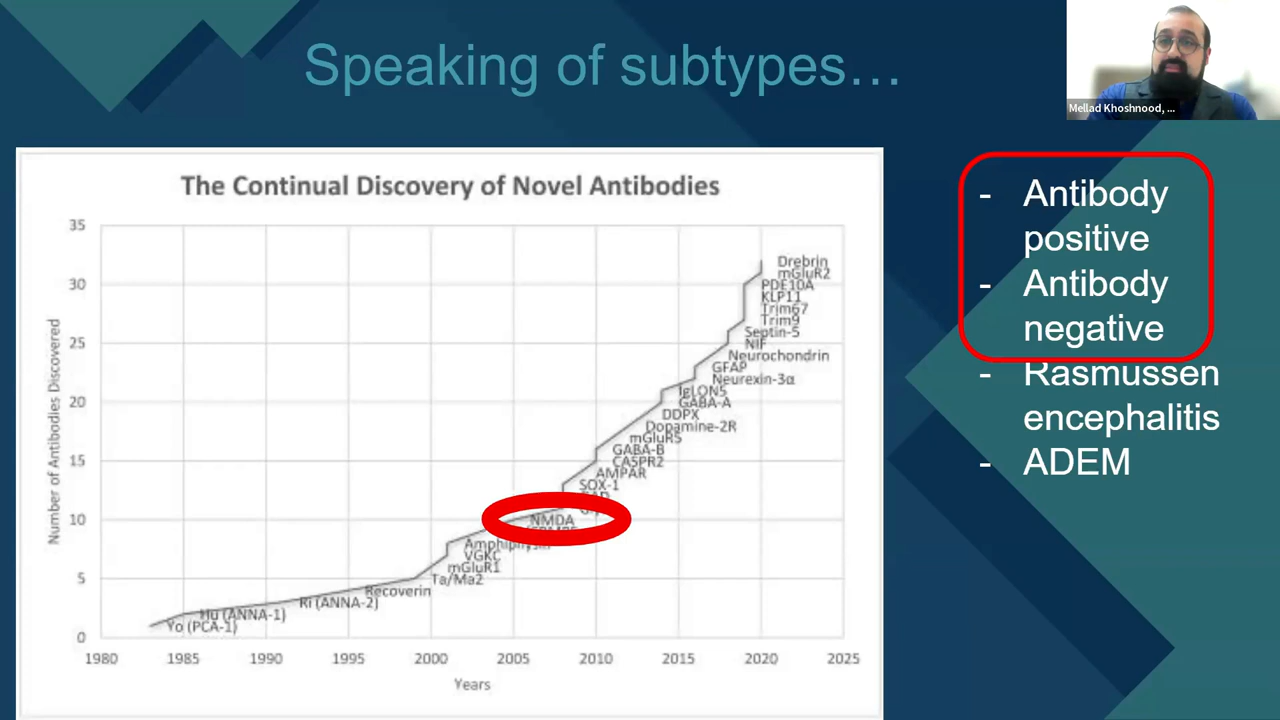 Speaking of subtypes…
Mellad Khoshnood, ...
The Continual Discovery of Novel Antibodies
Number of Antibodies Discovered
35
30
25
20
15
10
5
0
Drebrin
mGluR2
PDE10A
KLP11
Trim67
Trim9
Septin-5
NIF
Neurochondrin
GFAP
Neurexin-3α
IgLON5
GABA-A
DDPX
Dopamine-2R
mGluR5
GABA-B
CASPR2
AMPAR
SOX-1
NMDA
Amphiphysin
VGKC
mGluR1
Ta/Ma2
Recoverin
Ri (ANNA-2)
Hu (ANNA-1)
Yo (PCA-1)
1980 1985 1990 1995 2000 2005 2010 2015 2020 2025
Years
- Antibody
positive
- Antibody
negative
- Rasmussen
encephalitis
- ADEM